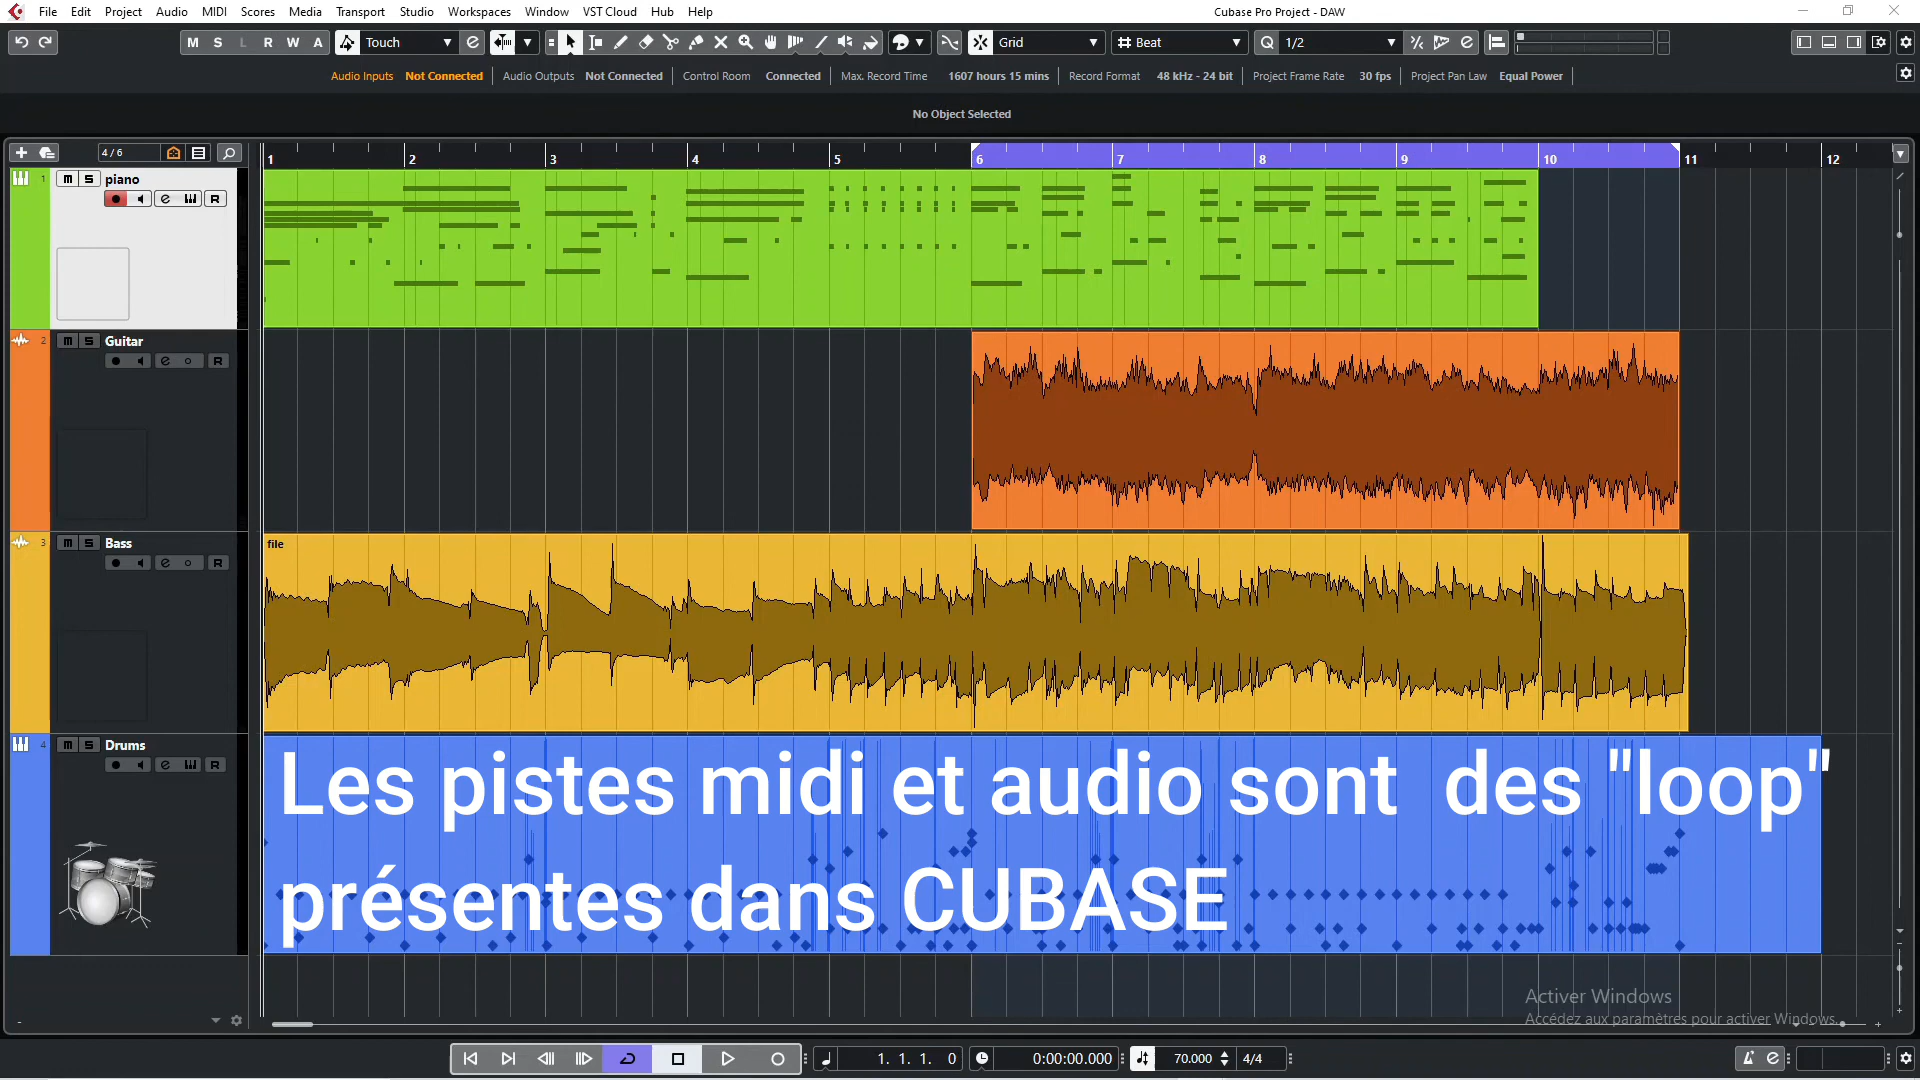 File Edit Project Audio MIDI Scores Media Transport Studio Workspaces Window VST Cloud Hub Help
Cubase Pro Project - DAW
M S L R W A Touch Grid Beat Q 1/2
Audio Inputs Not Connected Audio Outputs Not Connected Control Room Connected Max. Record Time 1607 hours 15 mins Record Format 48 kHz - 24 bit Project Frame Rate 30 fps Project Pan Law Equal Power
No Object Selected
4 / 6
1 2 3 4 5 6 7 8 9 10 11 12
1 m S piano
R
2 m S Guitar
R
3 m S Bass
R
file
4 m S Drums
R
Les pistes midi et audio sont des "loop"
présentes dans CUBASE
Activer Windows
Accédez aux paramètres pour activer Windows.
1. 1. 1. 0 0:00:00.000 70.000 4/4